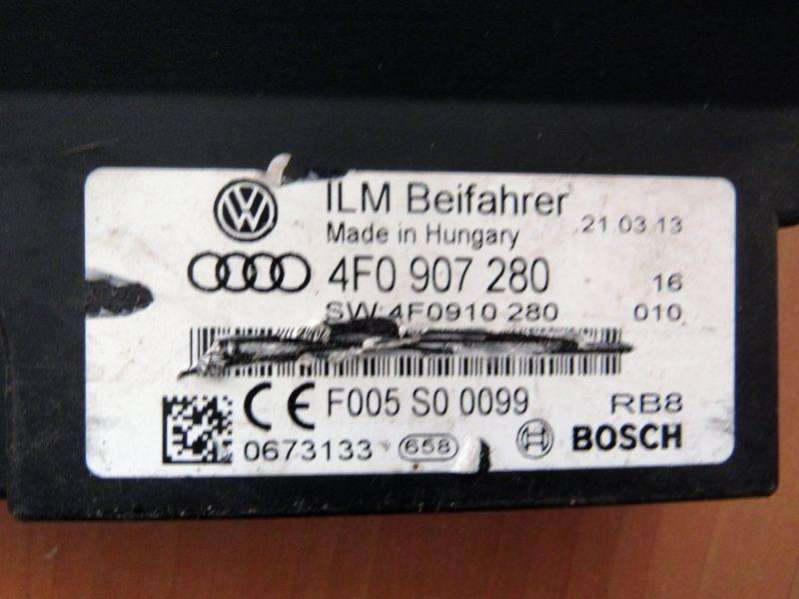 ILM Beifahrer
Made in Hungary 21.03.13
4F0 907 280 16
SW:4F0910 280 010
CE F005 S0 0099 RB8
0673133 658 BOSCH